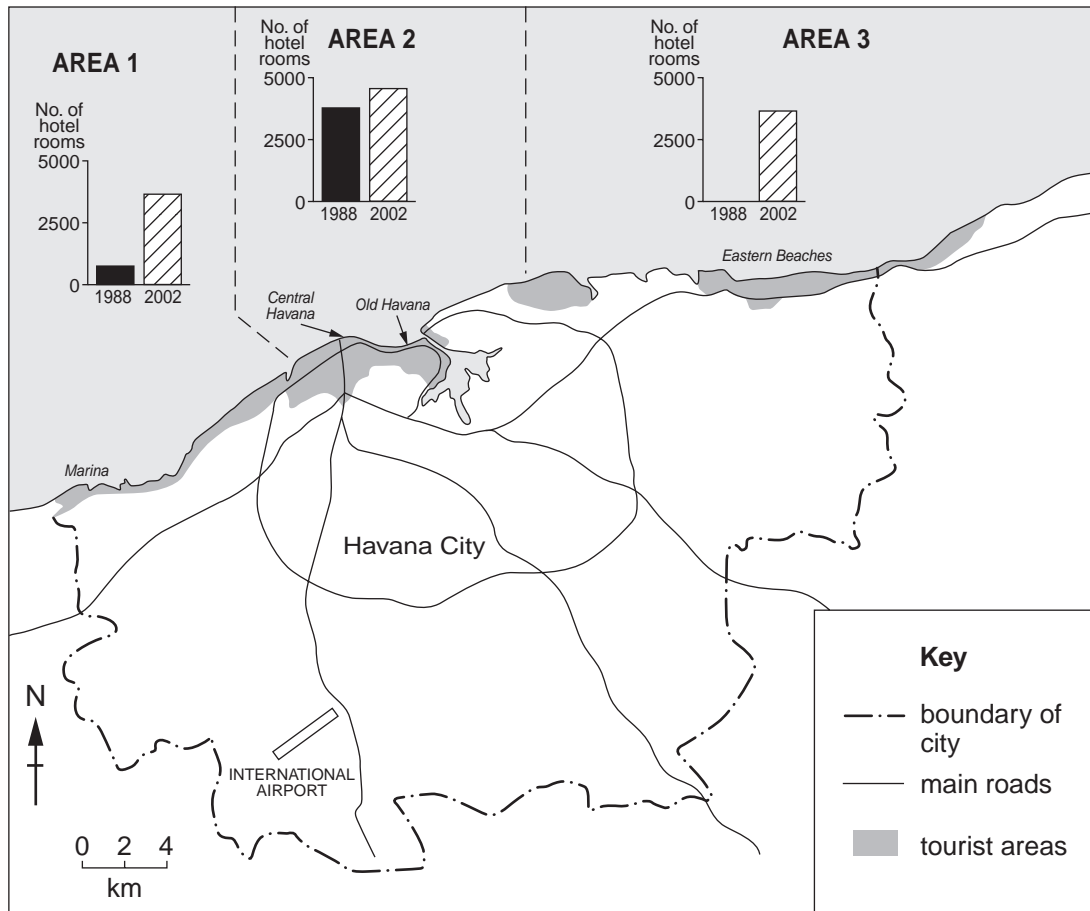 AREA 1
No. of
hotel
rooms
5000
2500
0
1988 2002
AREA 2
No. of
hotel
rooms
5000
2500
0
1988 2002
AREA 3
No. of
hotel
rooms
5000
2500
0
1988 2002
Eastern Beaches
Central
Havana
Old Havana
Marina
Havana City
INTERNATIONAL
AIRPORT
N
0 2 4
km
Key
boundary of
city
main roads
tourist areas